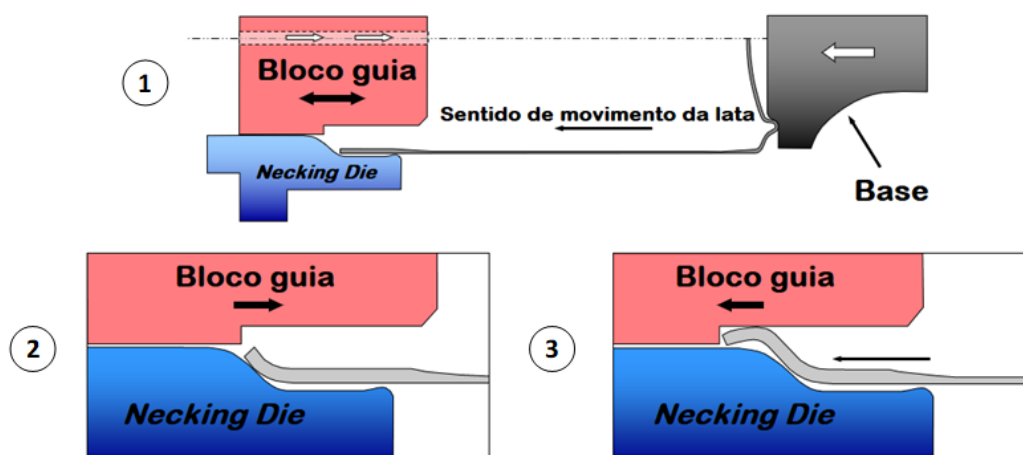 1
Bloco guia
Sentido de movimento da lata
Necking Die
Base
2
Bloco guia
Necking Die
3
Bloco guia
Necking Die